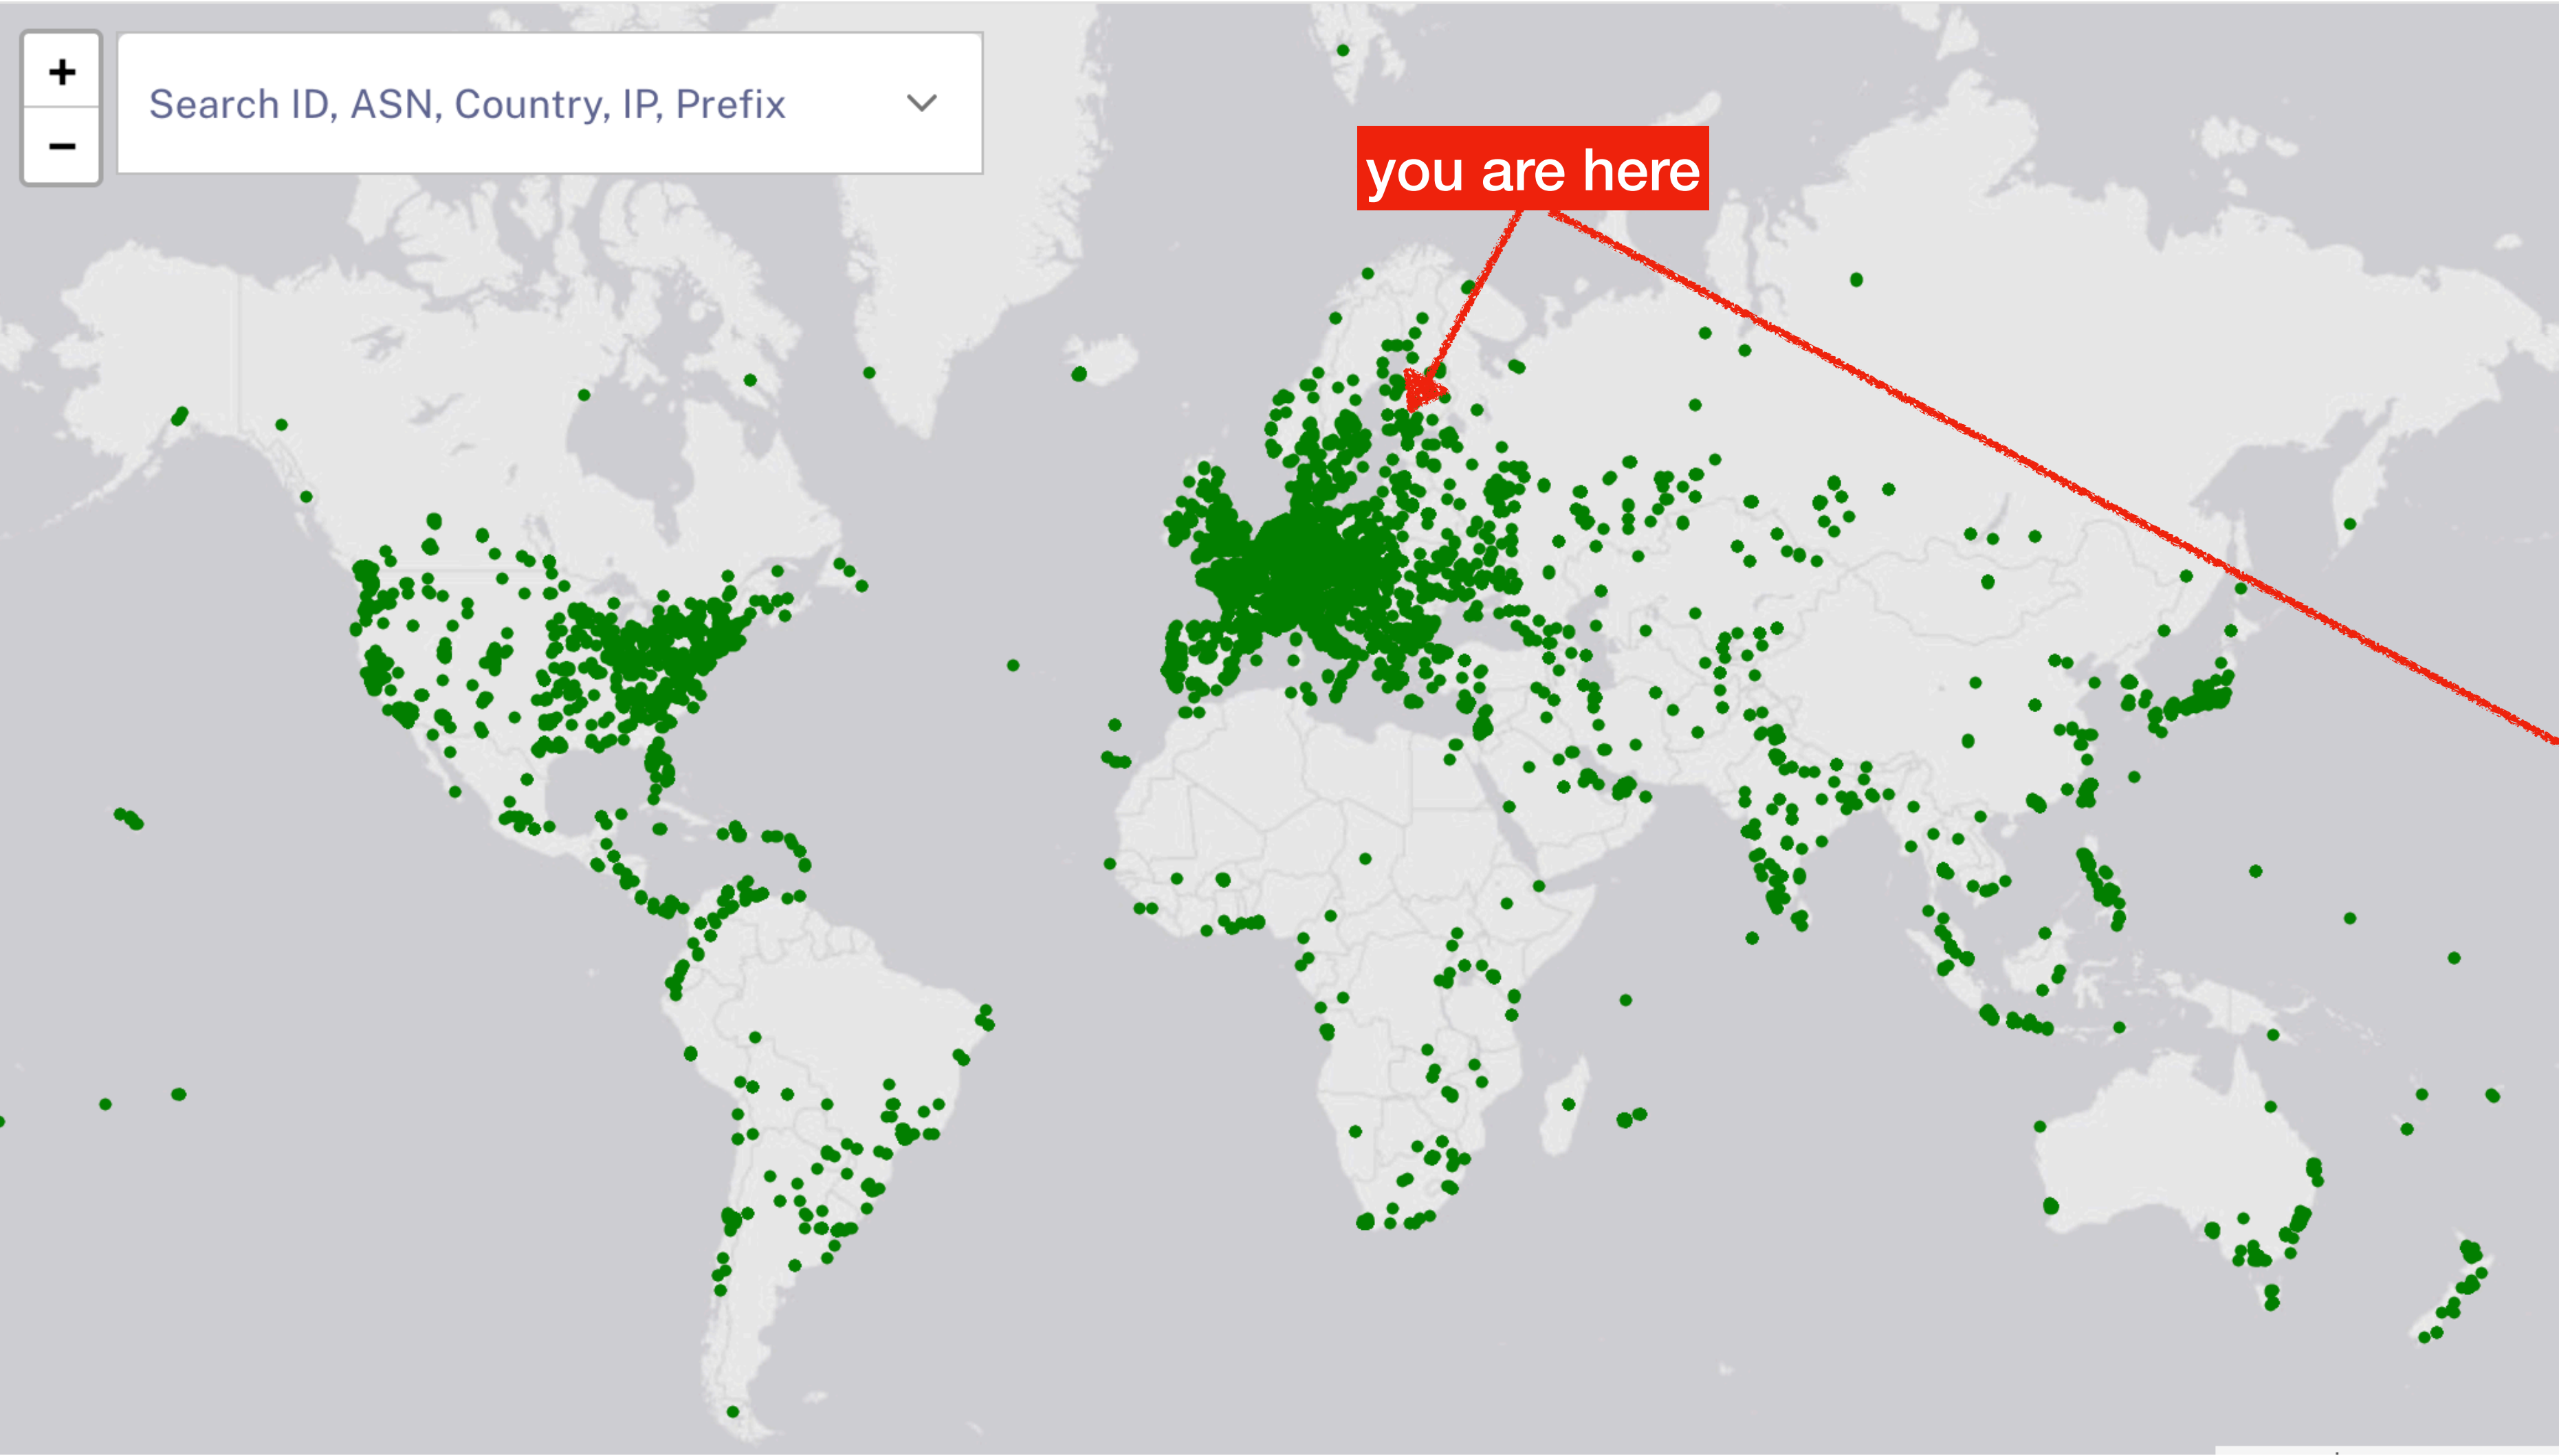 +
Search ID, ASN, Country, IP, Prefix
−
you are here